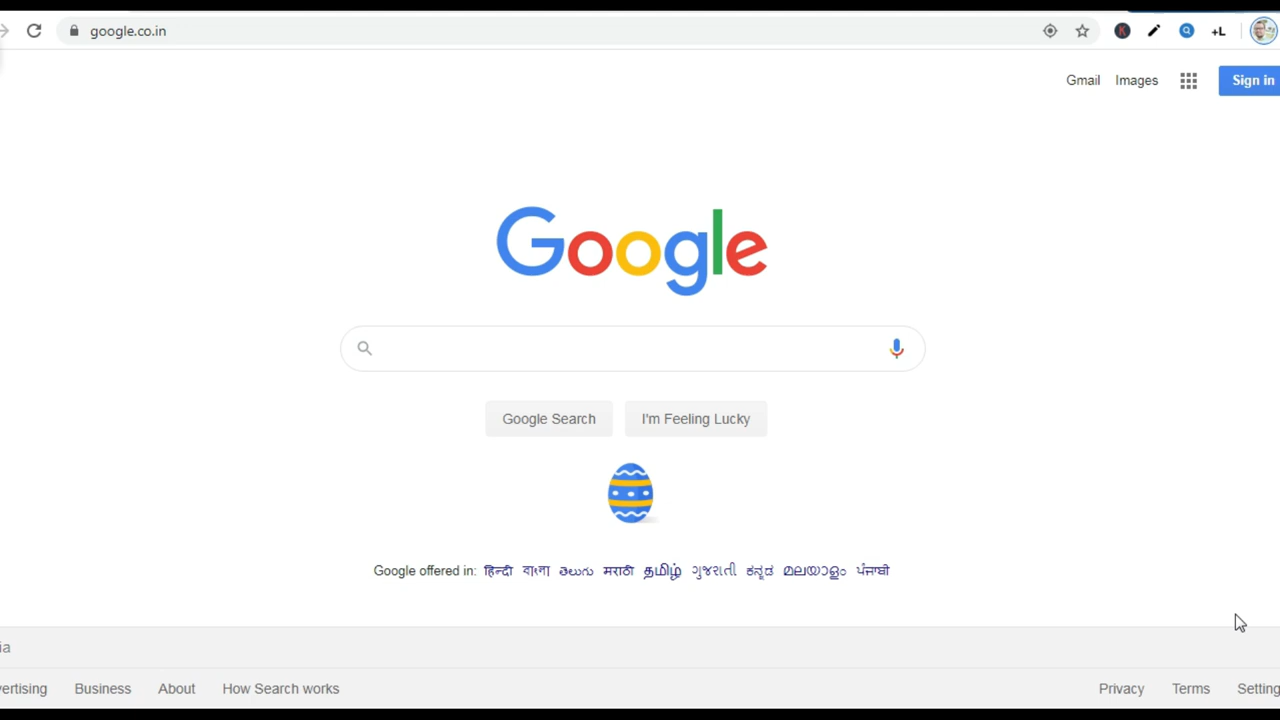 google.co.in
K
+L
Gmail Images
Sign in
Google
Google Search I'm Feeling Lucky
Google offered in: हिन्दी বাংলা తెలుగు मराठी தமிழ் ગુજરાતી ಕನ್ನಡ മലയാളം ਪੰਜਾਬੀ
ia
vertising Business About How Search works Privacy Terms Setting